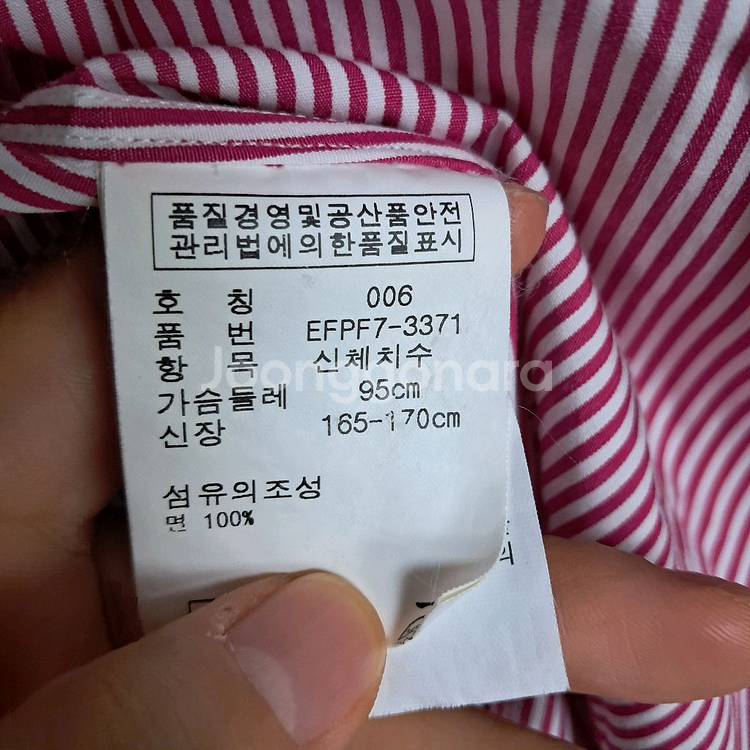 품질경영및공산품안전
관리법에의한품질표시
호 칭 006
품 번 EFPF7-3371
항 목 신체치수
Joonggonara
가슴둘레 95cm
신장 165-170cm
섬유의조성
면 100%
의